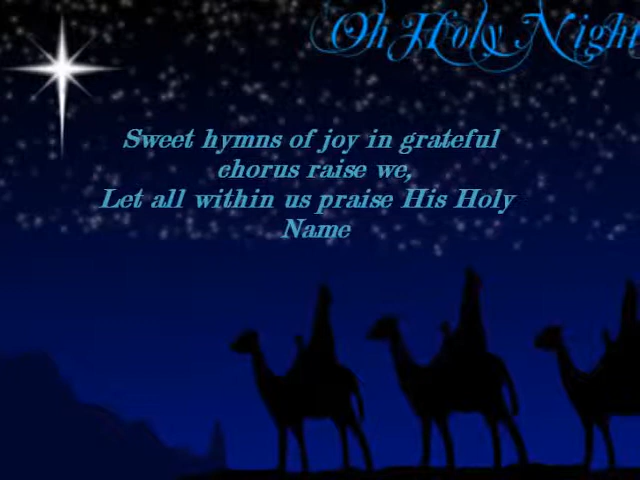 Oh Holy Night
Sweet hymns of joy in grateful
chorus raise we,
Let all within us praise His Holy
Name